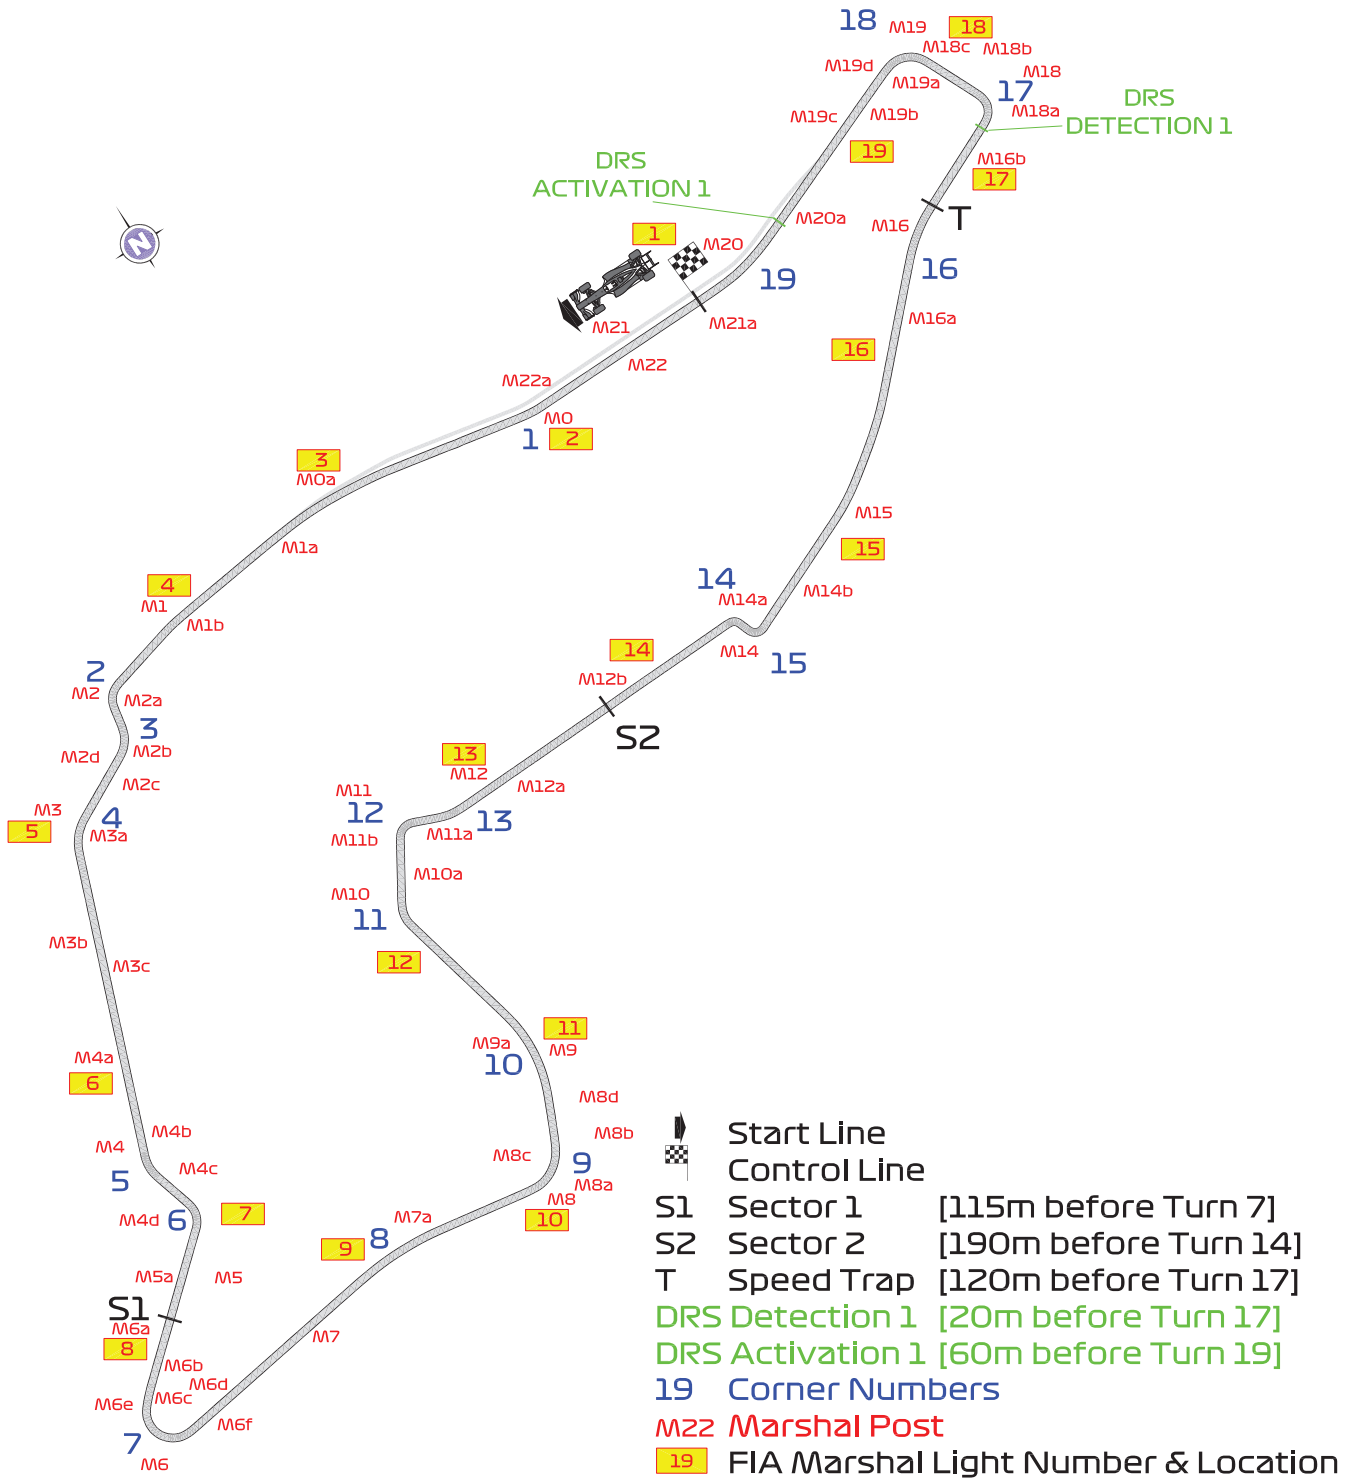 18
M19
18
M18c
M18b
M19d
M19a
M18
17
M18a
DRS
DETECTION 1
M19c
M19b
19
M16b
17
DRS
ACTIVATION 1
M20a
M16
T
1
M20
N
19
16
M21
M21a
M16a
16
M22
M22a
M0
1
2
3
M0a
M1a
M15
15
4
M1
M1b
14
M14a
M14b
14
M14
15
2
M2
M2a
M12b
3
S2
M2d
M2b
13
M12
M12a
M2c
M11
M3
4
12
13
5
M3a
M11b
M11a
M10a
M10
11
M3b
M3c
12
11
M9a
M9
10
M4a
6
M8d
M4b
M8b
M4
M8c
9
M4c
5
M8a
M8
M4d
6
7
M7a
10
8
9
M5a
M5
S1
M6a
8
M7
M6b
M6d
M6c
M6e
M6f
7
M6
Start Line
Control Line
S1 Sector 1 [115m before Turn 7]
S2 Sector 2 [190m before Turn 14]
T Speed Trap [120m before Turn 17]
DRS Detection 1 [20m before Turn 17]
DRS Activation 1 [60m before Turn 19]
19 Corner Numbers
M22 Marshal Post
19 FIA Marshal Light Number & Location